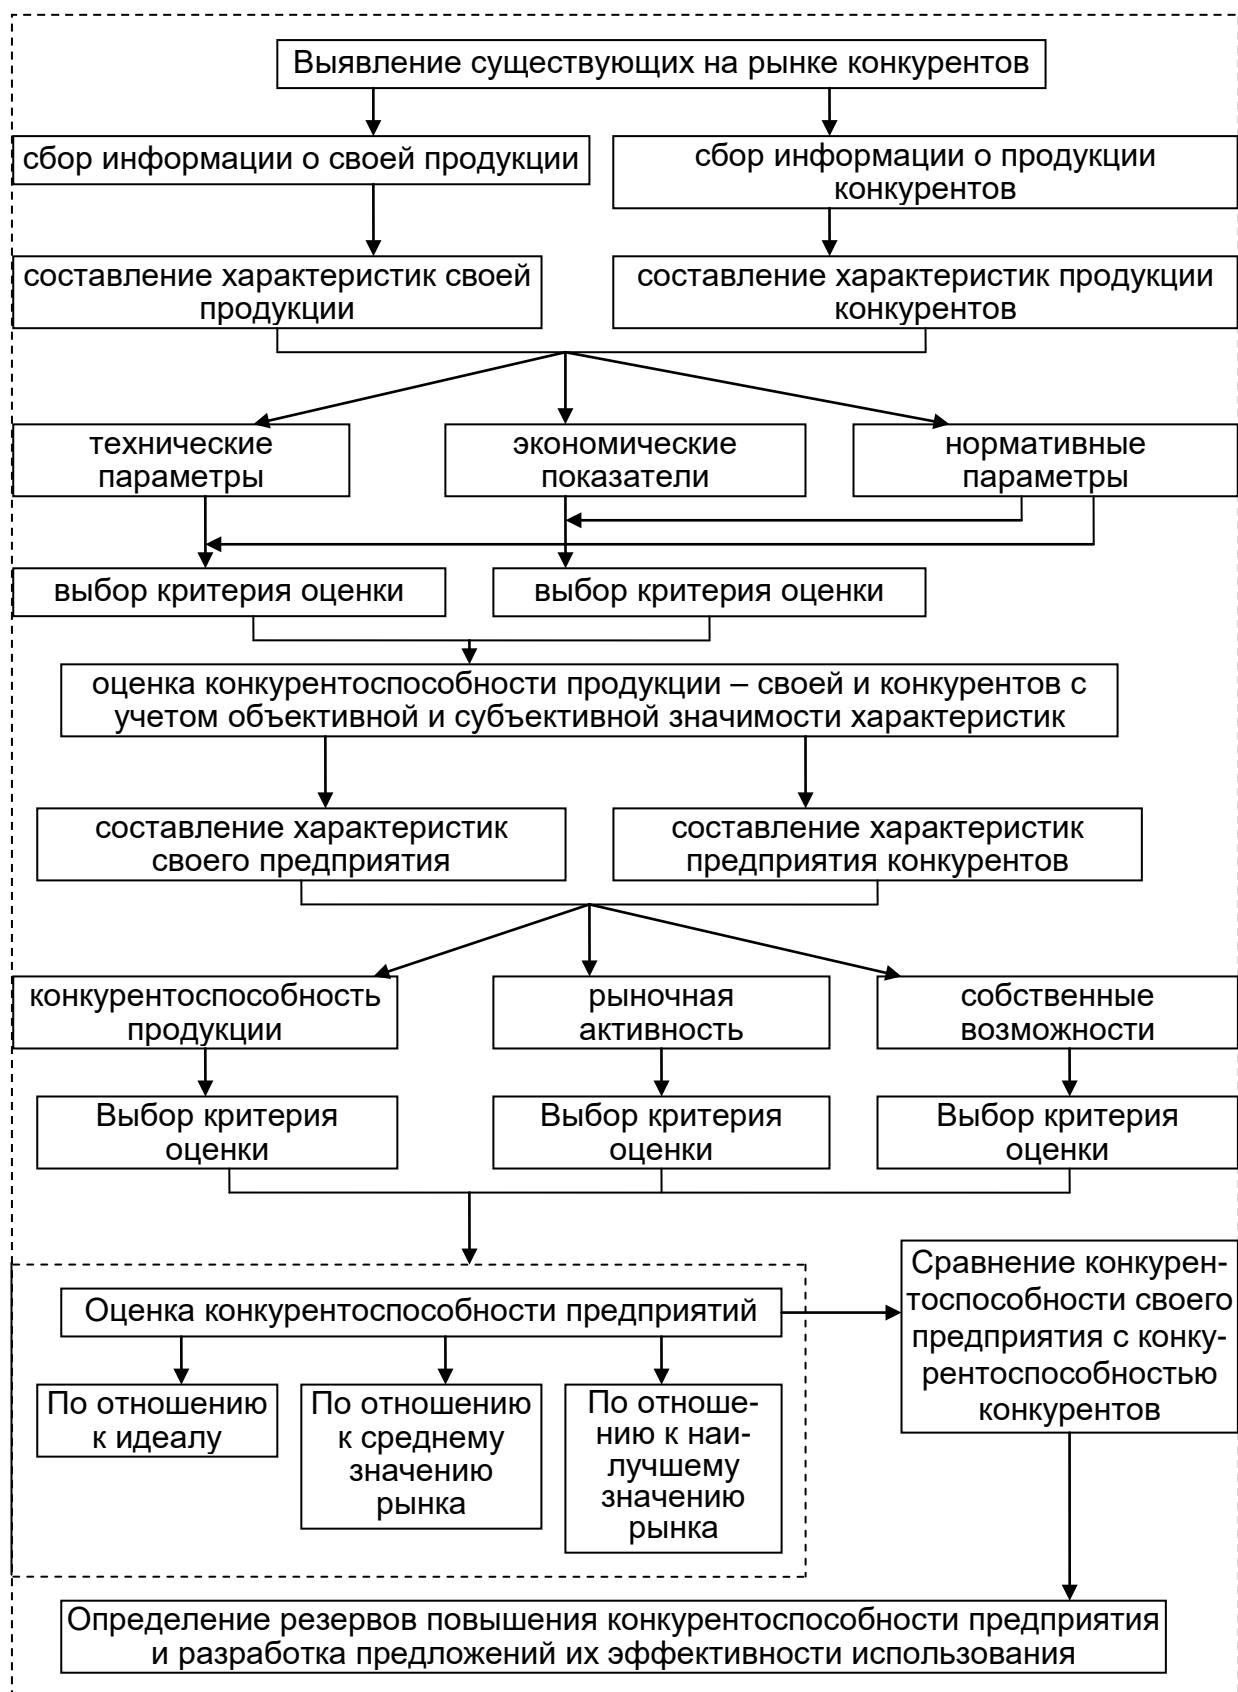 Выявление существующих на рынке конкурентов
сбор информации о своей продукции
сбор информации о продукции
конкурентов
составление характеристик своей
продукции
составление характеристик продукции
конкурентов
технические
параметры
экономические
показатели
нормативные
параметры
выбор критерия оценки
выбор критерия оценки
оценка конкурентоспособности продукции – своей и конкурентов с
учетом объективной и субъективной значимости характеристик
составление характеристик
своего предприятия
составление характеристик
предприятия конкурентов
конкурентоспособность
продукции
рыночная
активность
собственные
возможности
Выбор критерия
оценки
Выбор критерия
оценки
Выбор критерия
оценки
Оценка конкурентоспособности предприятий
Сравнение конкурен-
тоспособности своего
предприятия с конку-
рентоспособностью
конкурентов
По отношению
к идеалу
По отношению
к среднему
значению
рынка
По отноше-
нию к наи-
лучшему
значению
рынка
Определение резервов повышения конкурентоспособности предприятия
и разработка предложений их эффективности использования